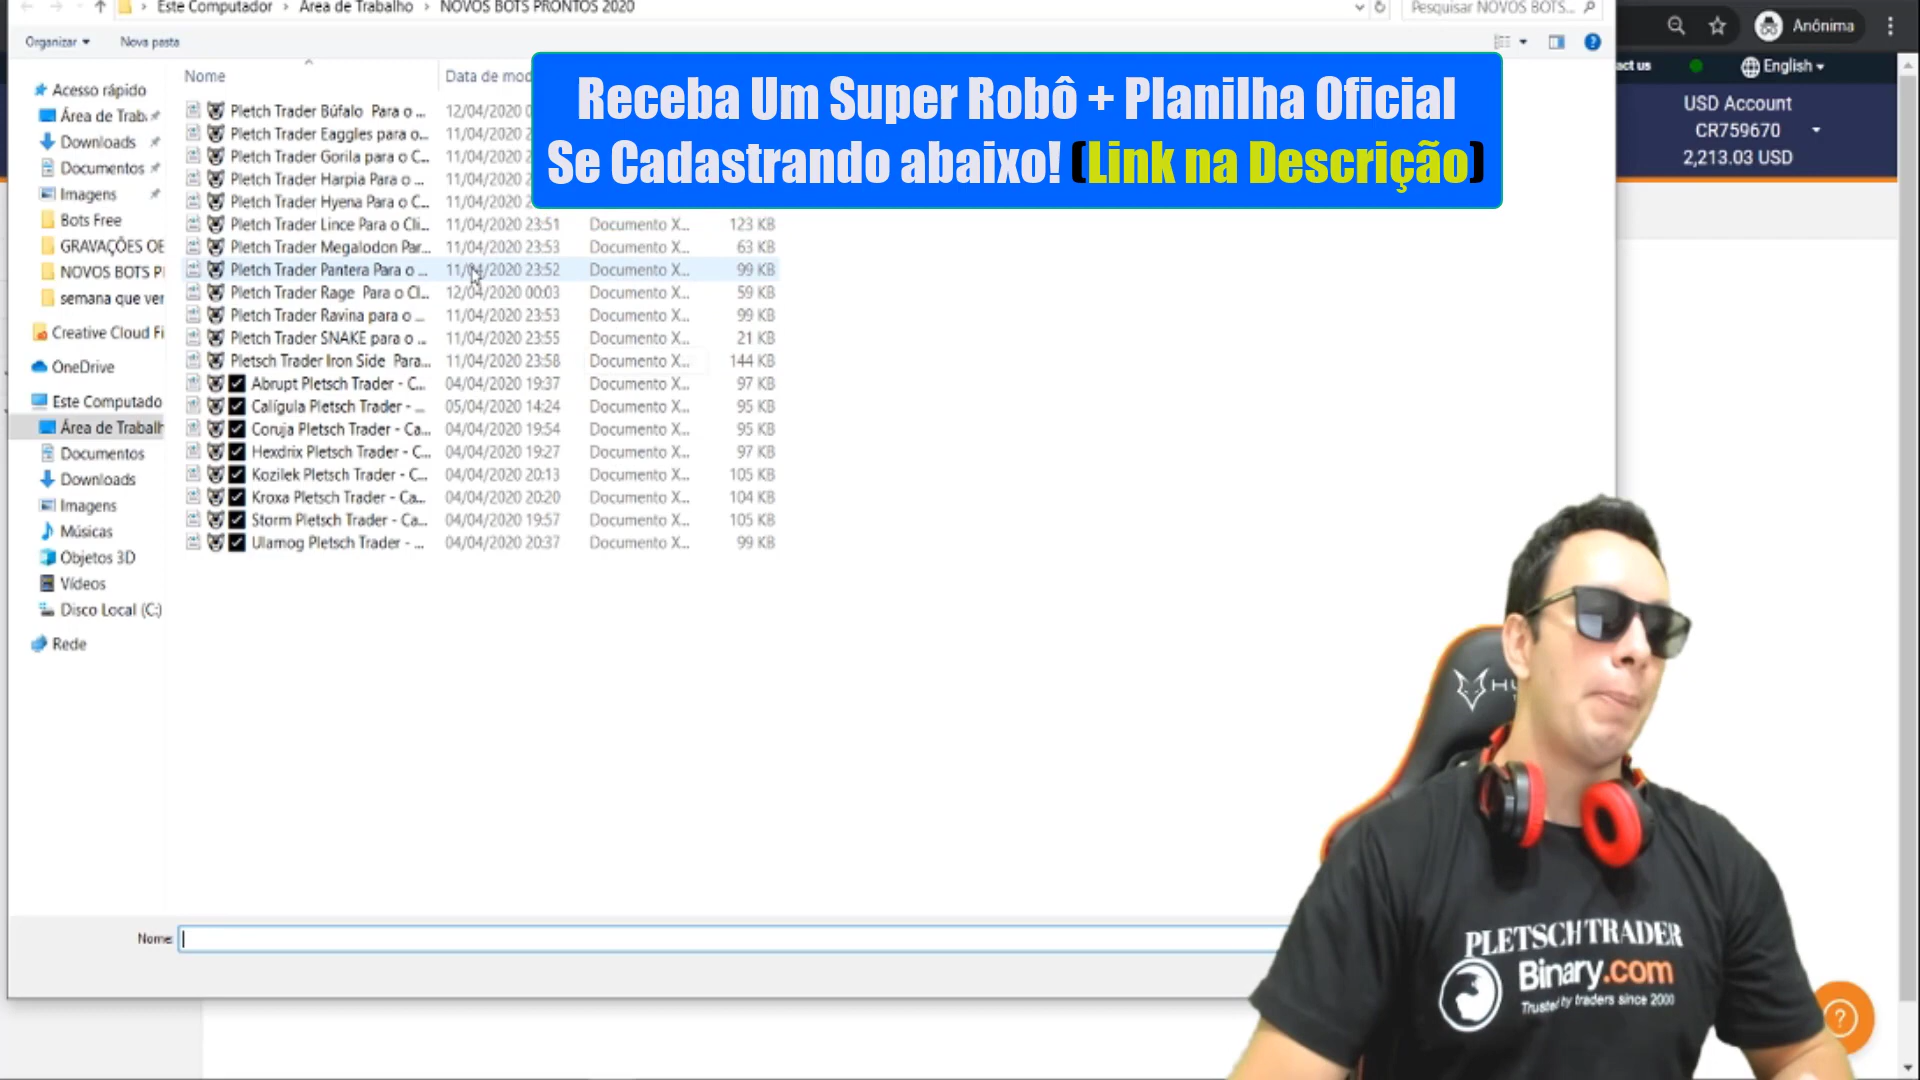 Este Computador › Área de Trabalho › NOVOS BOTS PRONTOS 2020
Pesquisar NOVOS BOTS...
Anônima
Organizar
Nova pasta
act us
English
USD Account
CR759670
2,213.03 USD
Receba Um Super Robô + Planilha Oficial
Se Cadastrando abaixo! (Link na Descrição)
Nome
Data de mod
Acesso rápido
Área de Trab.
Downloads
Documentos
Imagens
Bots Free
GRAVAÇÕES OE
NOVOS BOTS P
semana que ver
Creative Cloud Fi
OneDrive
Este Computado
Área de Trabalh
Documentos
Downloads
Imagens
Músicas
Objetos 3D
Vídeos
Disco Local (C:)
Rede
Pletch Trader Búfalo Para o ... 12/04/2020 0
Pletch Trader Eaggles para o... 11/04/2020 2
Pletch Trader Gorila para o C... 11/04/2020 2
Pletch Trader Harpia Para o ... 11/04/2020 2
Pletch Trader Hyena Para o C... 11/04/2020 2
Pletch Trader Lince Para o Cli... 11/04/2020 23:51 Documento X... 123 KB
Pletch Trader Megalodon Par... 11/04/2020 23:53 Documento X... 63 KB
Pletch Trader Pantera Para o ... 11/04/2020 23:52 Documento X... 99 KB
Pletch Trader Rage Para o Cl... 12/04/2020 00:03 Documento X... 59 KB
Pletch Trader Ravina para o ... 11/04/2020 23:53 Documento X... 99 KB
Pletch Trader SNAKE para o ... 11/04/2020 23:55 Documento X... 21 KB
Pletsch Trader Iron Side Para... 11/04/2020 23:58 Documento X... 144 KB
Abrupt Pletsch Trader - C... 04/04/2020 19:37 Documento X... 97 KB
Calígula Pletsch Trader - ... 05/04/2020 14:24 Documento X... 95 KB
Coruja Pletsch Trader - Ca... 04/04/2020 19:54 Documento X... 95 KB
Hexdrix Pletsch Trader - C... 04/04/2020 19:27 Documento X... 97 KB
Kozilek Pletsch Trader - C... 04/04/2020 20:13 Documento X... 105 KB
Kroxa Pletsch Trader - Ca... 04/04/2020 20:20 Documento X... 104 KB
Storm Pletsch Trader - Ca... 04/04/2020 19:57 Documento X... 105 KB
Ulamog Pletsch Trader - ... 04/04/2020 20:37 Documento X... 99 KB
Nome:
PLETSCHTRADER
Binary.com
Trusted by traders since 2000